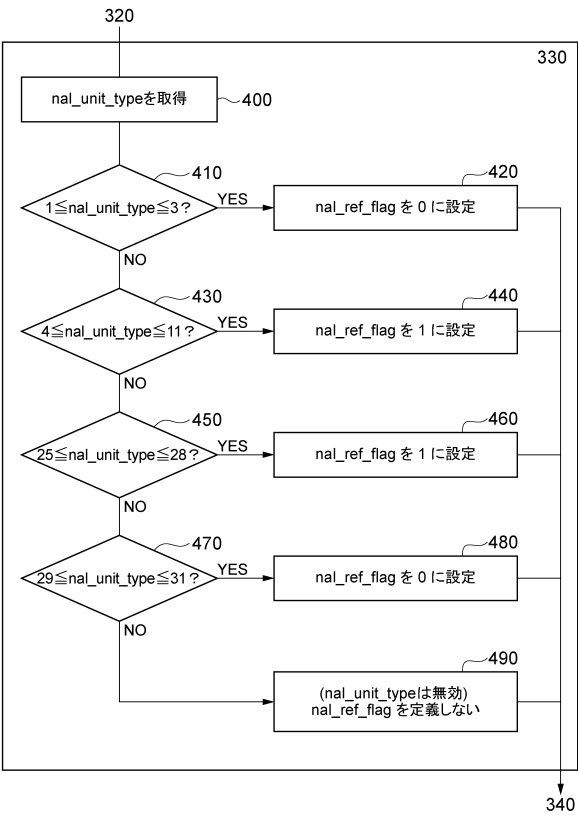 320
330
nal_unit_typeを取得
400
410
1≦nal_unit_type≦3？
YES
420
nal_ref_flag を 0 に設定
NO
430
4≦nal_unit_type≦11？
YES
440
nal_ref_flag を 1 に設定
NO
450
25≦nal_unit_type≦28？
YES
460
nal_ref_flag を 1 に設定
NO
470
29≦nal_unit_type≦31？
YES
480
nal_ref_flag を 0 に設定
NO
490
(nal_unit_typeは無効)
nal_ref_flag を定義しない
340